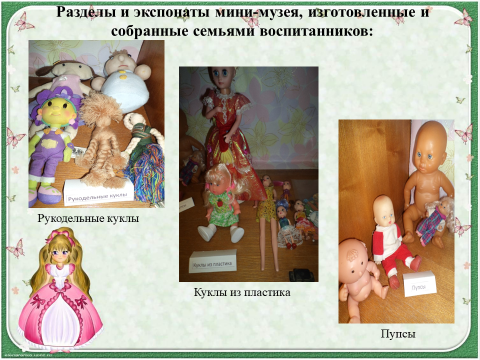 Разделы и экспонаты мини-музея, изготовленные и
собранные семьями воспитанников:
Рукодельные куклы
Рукодельные куклы
Куклы из пластика
Куклы из пластика
Пупсы
Пупсы